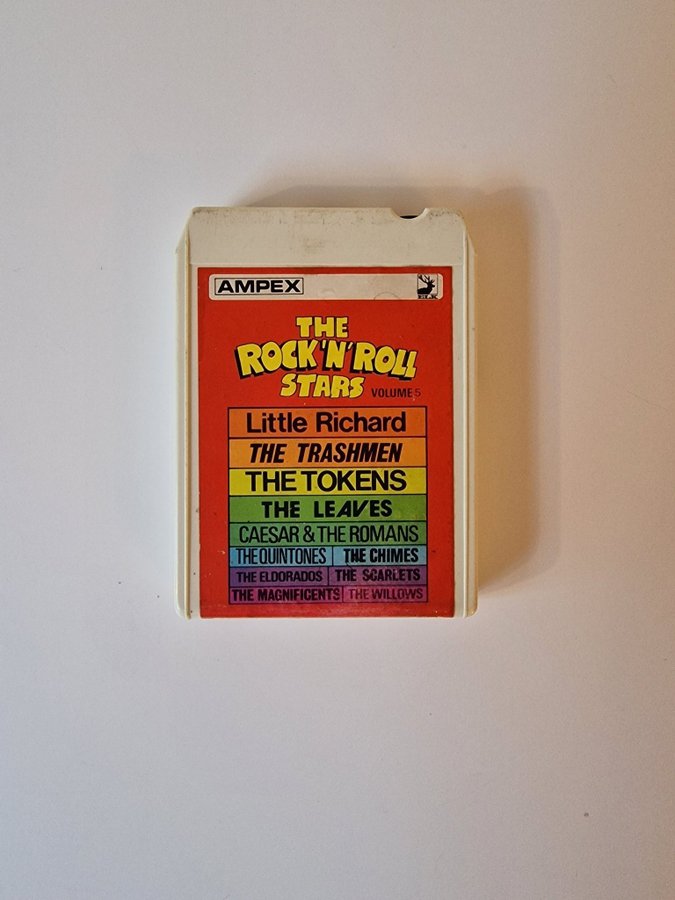 AMPEX
THE
ROCK 'N' ROLL
STARS VOLUME 5
Little Richard
THE TRASHMEN
THE TOKENS
THE LEAVES
CAESAR & THE ROMANS
THE QUINTONES THE CHIMES
THE ELDORADOS THE SCARLETS
THE MAGNIFICENTS THE WILLOWS